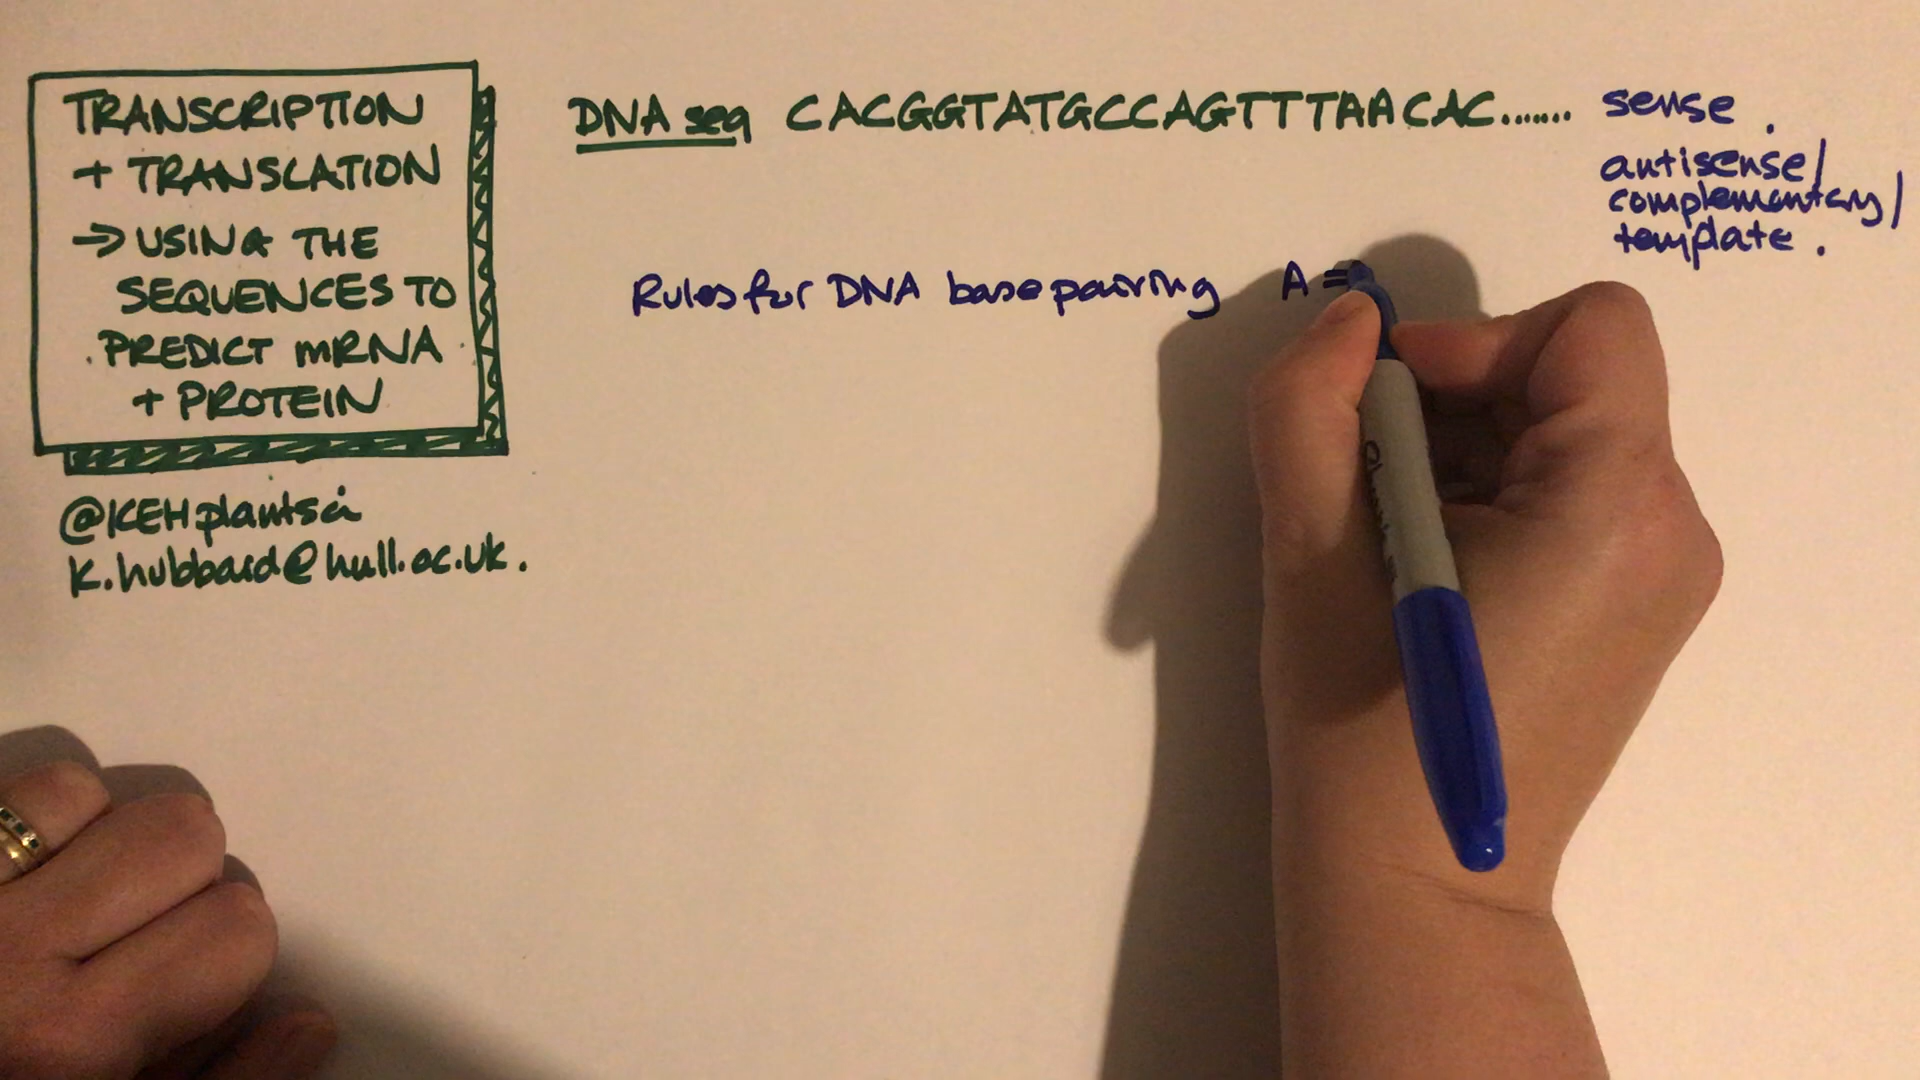 TRANSCRIPTION
+ TRANSLATION
→ USING THE
SEQUENCES TO
PREDICT mRNA
+ PROTEIN
@KEHplantsci
k.hubbard@hull.ac.uk.
DNA seq CACGGTATGCCAGTTTAACAC....... sense.
antisense/
complementary/
template.
Rules for DNA base pairing A =